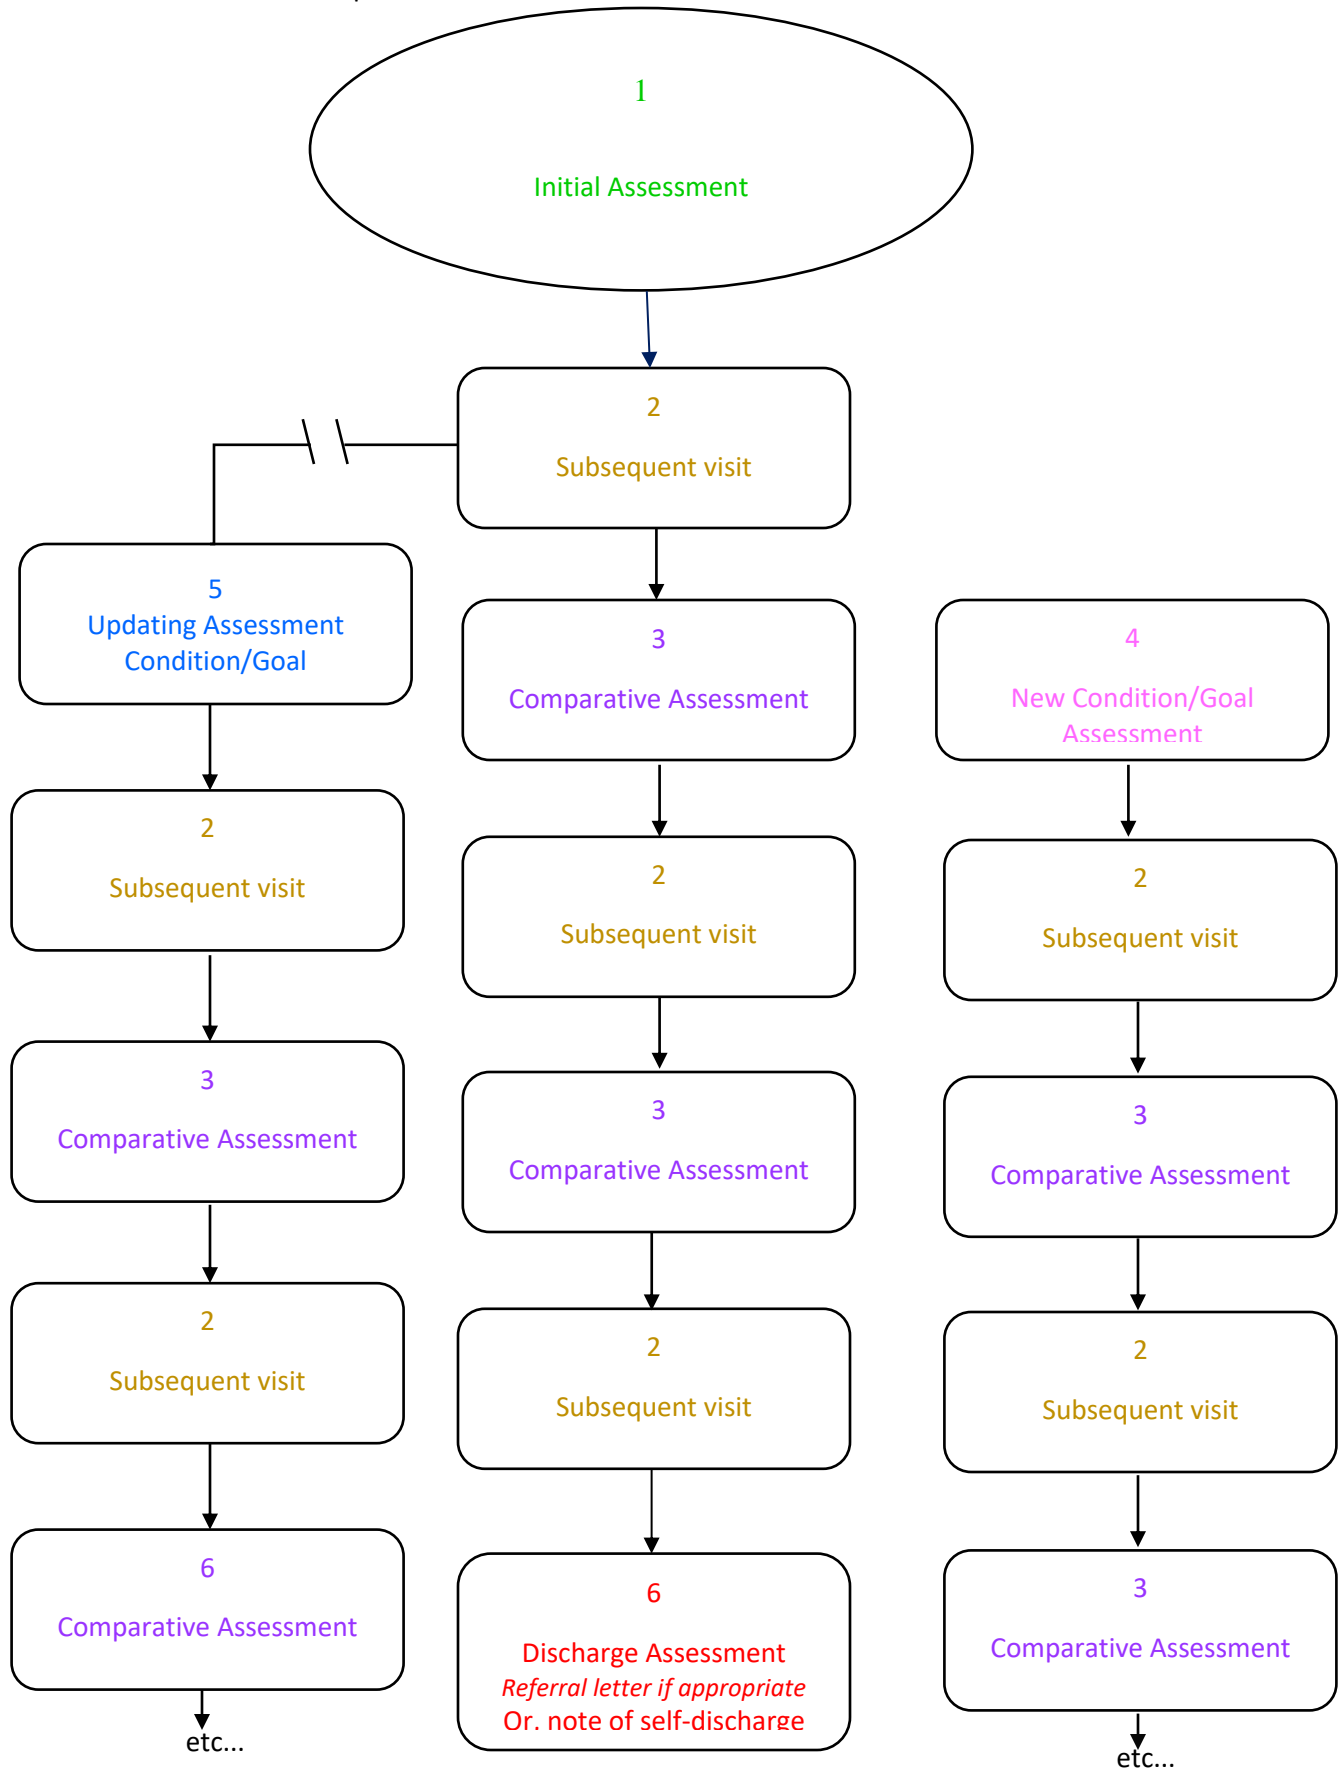 1
Initial Assessment
2
Subsequent visit
5
Updating Assessment
Condition/Goal
3
Comparative Assessment
4
New Condition/Goal
Assessment
2
Subsequent visit
2
Subsequent visit
2
Subsequent visit
3
Comparative Assessment
3
Comparative Assessment
3
Comparative Assessment
2
Subsequent visit
2
Subsequent visit
2
Subsequent visit
6
Comparative Assessment
etc...
6
Discharge Assessment
Referral letter if appropriate
Or, note of self-discharge
3
Comparative Assessment
etc...